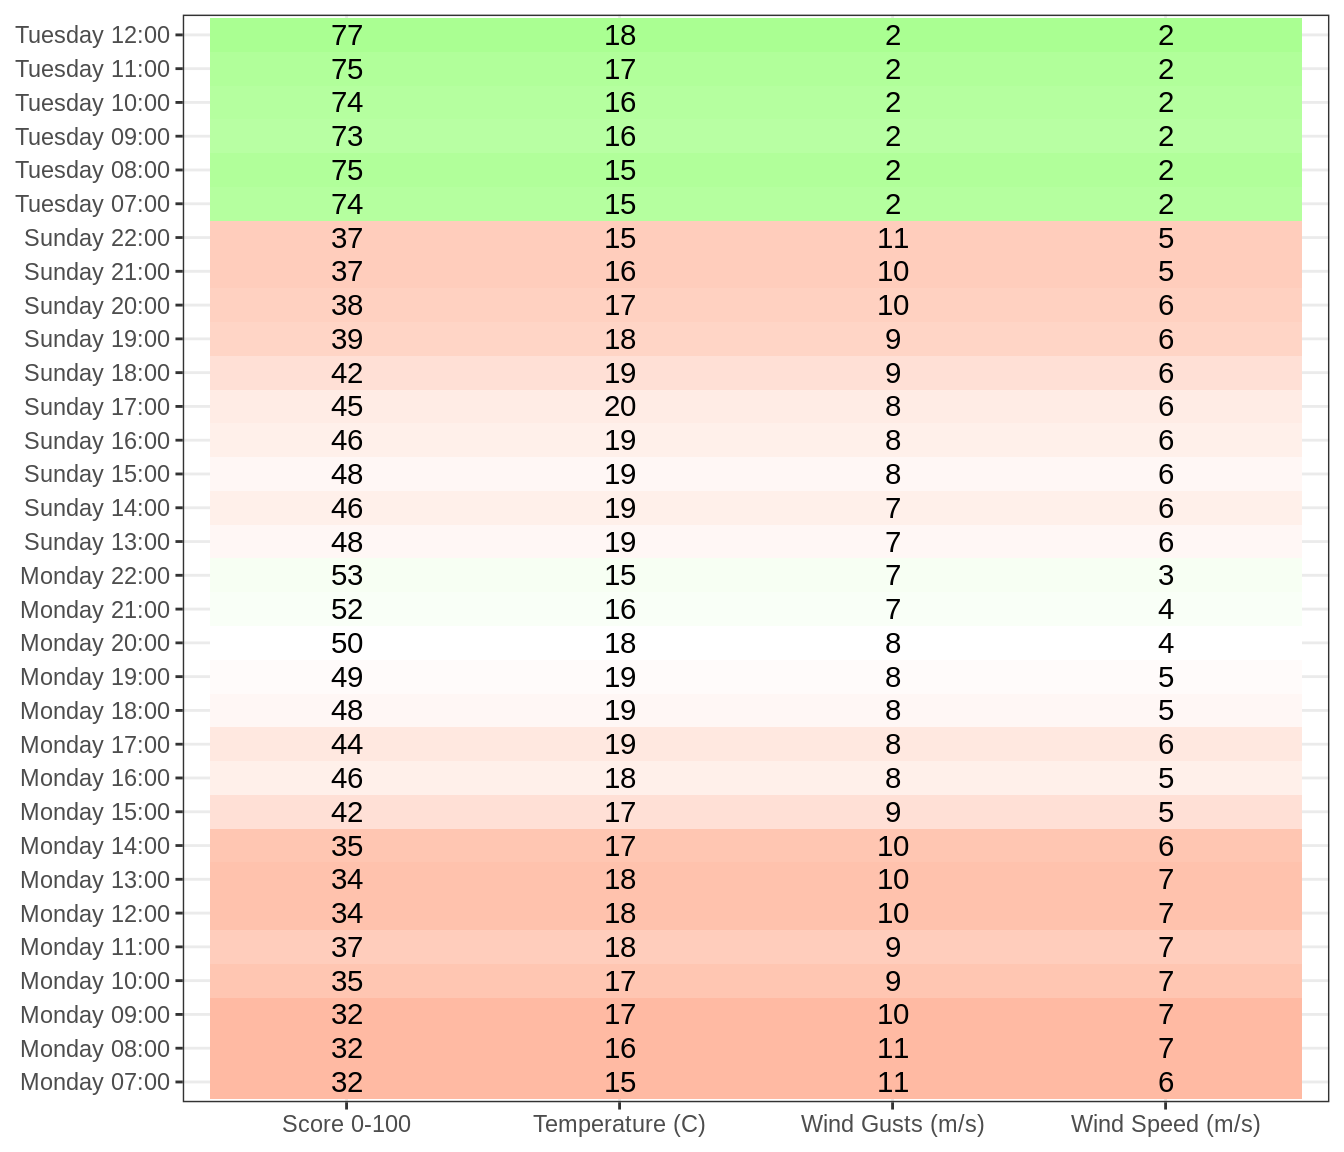 Tuesday 12:00 77 18 2 2
Tuesday 11:00 75 17 2 2
Tuesday 10:00 74 16 2 2
Tuesday 09:00 73 16 2 2
Tuesday 08:00 75 15 2 2
Tuesday 07:00 74 15 2 2
Sunday 22:00 37 15 11 5
Sunday 21:00 37 16 10 5
Sunday 20:00 38 17 10 6
Sunday 19:00 39 18 9 6
Sunday 18:00 42 19 9 6
Sunday 17:00 45 20 8 6
Sunday 16:00 46 19 8 6
Sunday 15:00 48 19 8 6
Sunday 14:00 46 19 7 6
Sunday 13:00 48 19 7 6
Monday 22:00 53 15 7 3
Monday 21:00 52 16 7 4
Monday 20:00 50 18 8 4
Monday 19:00 49 19 8 5
Monday 18:00 48 19 8 5
Monday 17:00 44 19 8 6
Monday 16:00 46 18 8 5
Monday 15:00 42 17 9 5
Monday 14:00 35 17 10 6
Monday 13:00 34 18 10 7
Monday 12:00 34 18 10 7
Monday 11:00 37 18 9 7
Monday 10:00 35 17 9 7
Monday 09:00 32 17 10 7
Monday 08:00 32 16 11 7
Monday 07:00 32 15 11 6
Score 0-100 Temperature (C) Wind Gusts (m/s) Wind Speed (m/s)